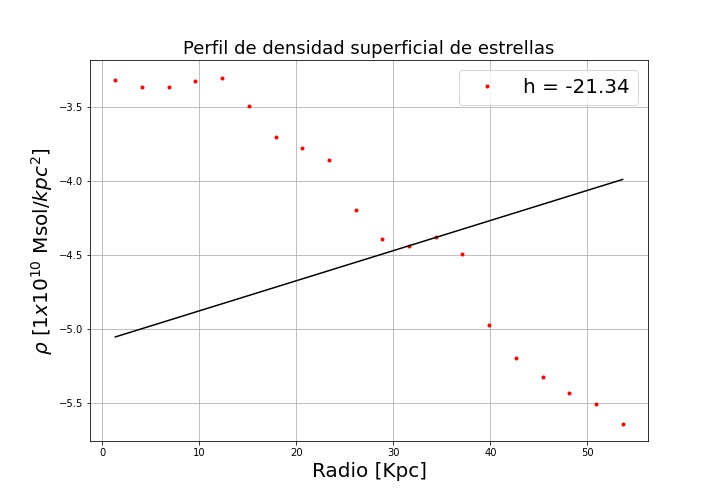 Perfil de densidad superficial de estrellas
h = -21.34
ρ [1x10^10 Msol/kpc^2]
−3.5
−4.0
−4.5
−5.0
−5.5
0 10 20 30 40 50
Radio [Kpc]